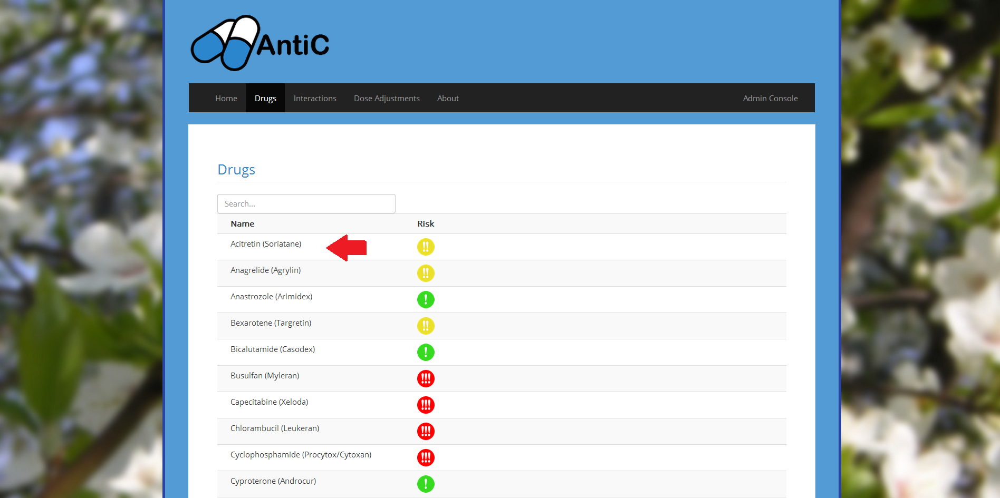 AntiC
Home Drugs Interactions Dose Adjustments About Admin Console
Drugs
Search...
Name Risk
Acitretin (Soriatane) !!
Anagrelide (Agrylin) !!
Anastrozole (Arimidex) !
Bexarotene (Targretin) !!
Bicalutamide (Casodex) !
Busulfan (Myleran) !!!
Capecitabine (Xeloda) !!!
Chlorambucil (Leukeran) !!!
Cyclophosphamide (Procytox/Cytoxan) !!!
Cyproterone (Androcur) !